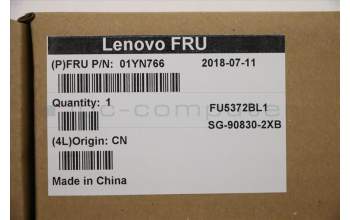 Lenovo FRU
(P)FRU P/N: 01YN766 2018-07-11
Quantity: 1 FU5372BL1
SG-90830-2XB
(4L)Origin: CN
Made in China